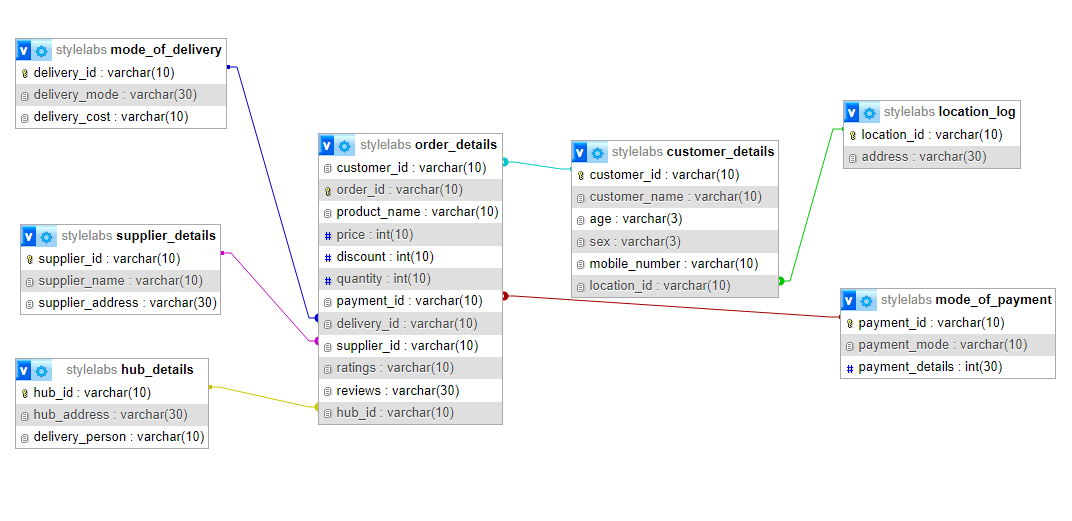 stylelabs mode_of_delivery
delivery_id : varchar(10)
delivery_mode : varchar(30)
delivery_cost : varchar(10)
stylelabs supplier_details
supplier_id : varchar(10)
supplier_name : varchar(10)
supplier_address : varchar(30)
stylelabs hub_details
hub_id : varchar(10)
hub_address : varchar(30)
delivery_person : varchar(10)
stylelabs order_details
customer_id : varchar(10)
order_id : varchar(10)
product_name : varchar(10)
price : int(10)
discount : int(10)
quantity : int(10)
payment_id : varchar(10)
delivery_id : varchar(10)
supplier_id : varchar(10)
ratings : varchar(10)
reviews : varchar(30)
hub_id : varchar(10)
stylelabs customer_details
customer_id : varchar(10)
customer_name : varchar(10)
age : varchar(3)
sex : varchar(3)
mobile_number : varchar(10)
location_id : varchar(10)
stylelabs location_log
location_id : varchar(10)
address : varchar(30)
stylelabs mode_of_payment
payment_id : varchar(10)
payment_mode : varchar(10)
payment_details : int(30)